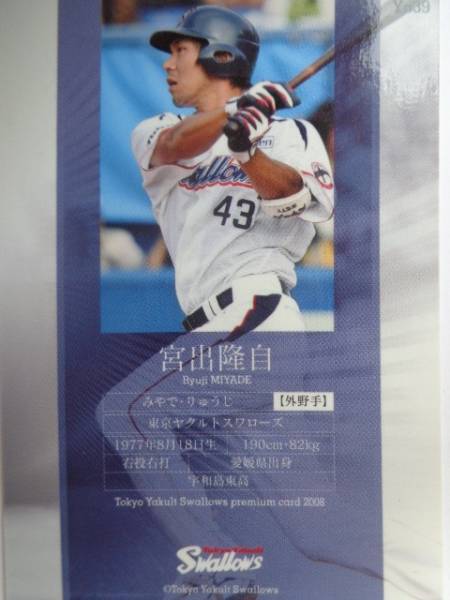 Ys39
Swallows
43
宮出隆自
Ryuji MIYADE
みやで・りゅうじ 【外野手】
東京ヤクルトスワローズ
1977年8月18日生 190cm・82kg
右投右打 愛媛県出身
宇和島東高
Tokyo Yakult Swallows premium card 2008
Tokyo Yakult
Swallows
©Tokyo Yakult Swallows